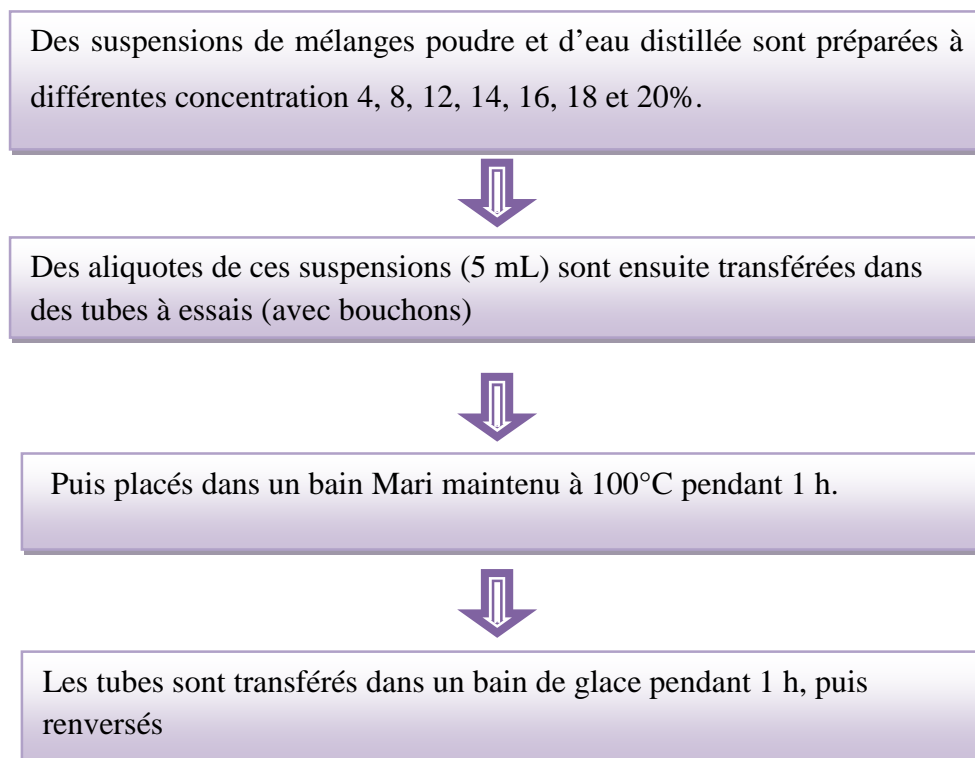 Des suspensions de mélanges poudre et d’eau distillée sont préparées à
différentes concentration 4, 8, 12, 14, 16, 18 et 20%.
Des aliquotes de ces suspensions (5 mL) sont ensuite transférées dans
des tubes à essais (avec bouchons)
Puis placés dans un bain Mari maintenu à 100°C pendant 1 h.
Les tubes sont transférés dans un bain de glace pendant 1 h, puis
renversés